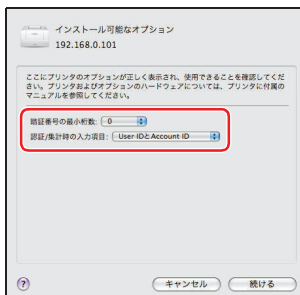 インストール可能なオプション
192.168.0.101
ここにプリンタのオプションが正しく表示され、使用できることを確認してくだ
さい。プリンタおよびオプションのハードウェアについては、プリンタに付属の
マニュアルを参照してください。
暗証番号の最小桁数: 0
認証/集計時の入力項目: User IDとAccount ID
?
キャンセル
続ける